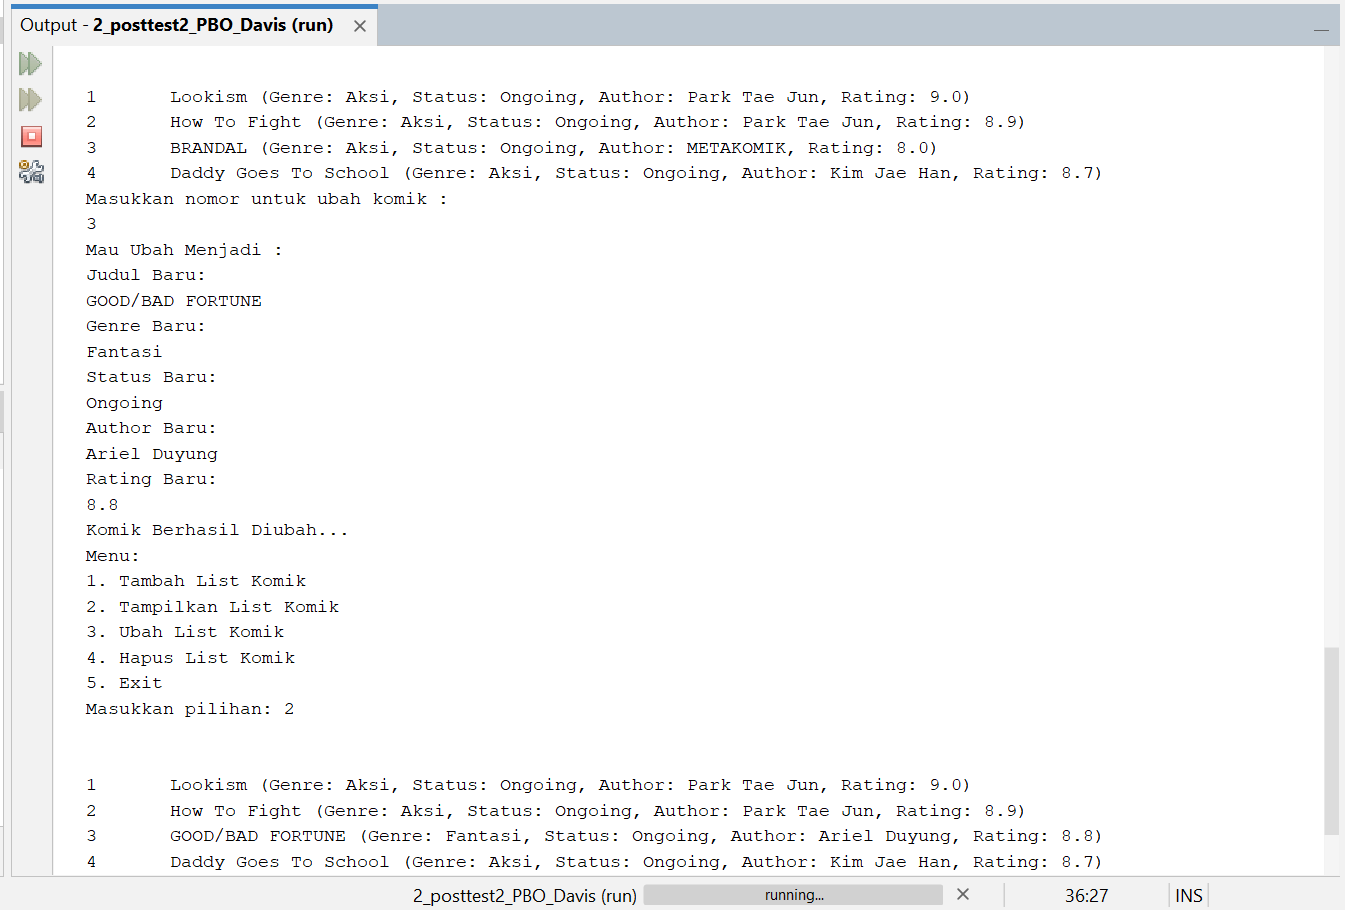 Output - 2_posttest2_PBO_Davis (run)
1 Lookism (Genre: Aksi, Status: Ongoing, Author: Park Tae Jun, Rating: 9.0)
2 How To Fight (Genre: Aksi, Status: Ongoing, Author: Park Tae Jun, Rating: 8.9)
3 BRANDAL (Genre: Aksi, Status: Ongoing, Author: METAKOMIK, Rating: 8.0)
4 Daddy Goes To School (Genre: Aksi, Status: Ongoing, Author: Kim Jae Han, Rating: 8.7)
Masukkan nomor untuk ubah komik :
3
Mau Ubah Menjadi :
Judul Baru:
GOOD/BAD FORTUNE
Genre Baru:
Fantasi
Status Baru:
Ongoing
Author Baru:
Ariel Duyung
Rating Baru:
8.8
Komik Berhasil Diubah...
Menu:
1. Tambah List Komik
2. Tampilkan List Komik
3. Ubah List Komik
4. Hapus List Komik
5. Exit
Masukkan pilihan: 2
1 Lookism (Genre: Aksi, Status: Ongoing, Author: Park Tae Jun, Rating: 9.0)
2 How To Fight (Genre: Aksi, Status: Ongoing, Author: Park Tae Jun, Rating: 8.9)
3 GOOD/BAD FORTUNE (Genre: Fantasi, Status: Ongoing, Author: Ariel Duyung, Rating: 8.8)
4 Daddy Goes To School (Genre: Aksi, Status: Ongoing, Author: Kim Jae Han, Rating: 8.7)
2_posttest2_PBO_Davis (run) running... 36:27 INS